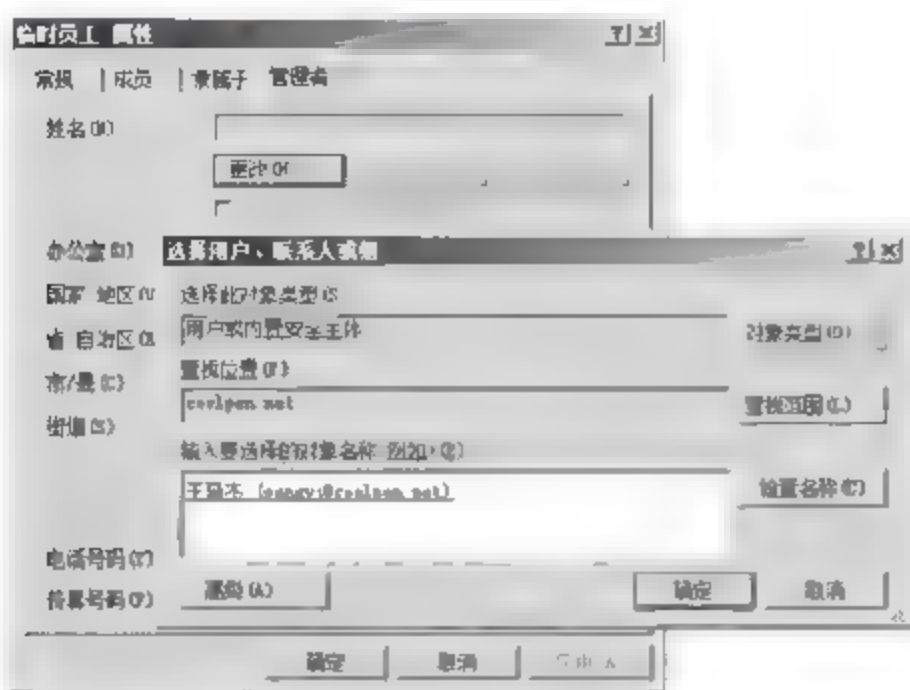 临时员工 属性
常规 成员 隶属于 管理者
姓名(N)
更改(H)
办公室(O)
选择用户、联系人或组
国家 地区(Y)
选择的对象类型(S)
用户或内置安全主体
对象类型(O)
省 自治区(A)
查找位置(F)
市/县(C)
coolpen net
查找范围(L)
街道(S)
输入要选择的对象名称 例如 (E)
检查名称(C)
电话号码(T)
高级(A)
确定 取消
传真号码(F)
确定 取消